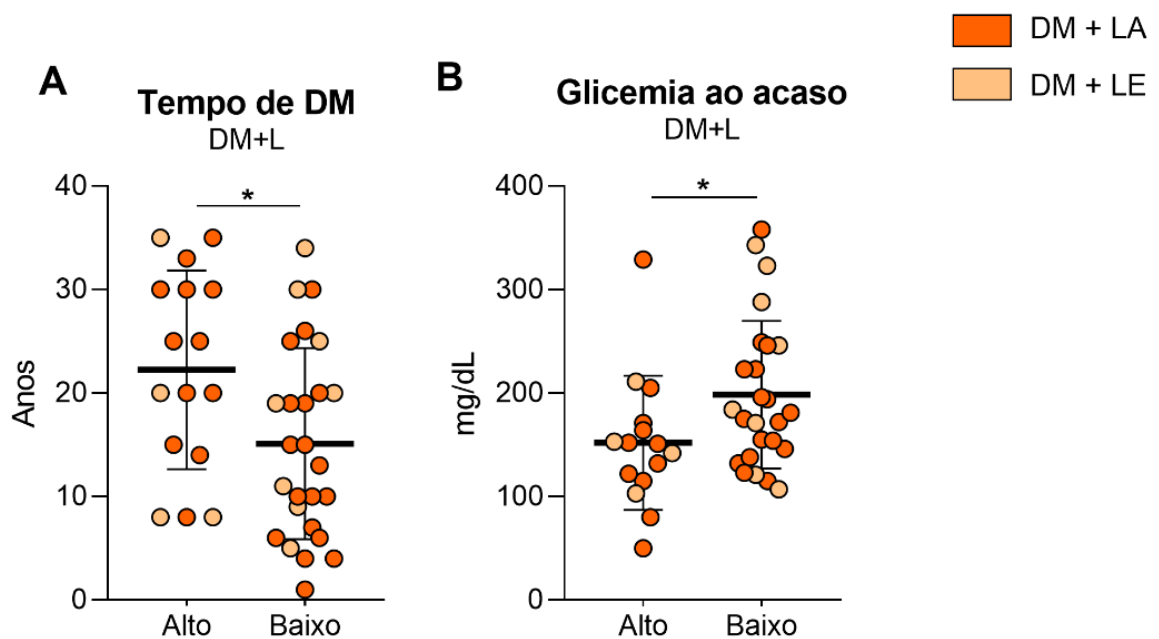 DM + LA
DM + LE
A
Tempo de DM
DM+L
*
40
30
20
10
0
Anos
Alto
Baixo
B
Glicemia ao acaso
DM+L
*
400
300
200
100
0
mg/dL
Alto
Baixo